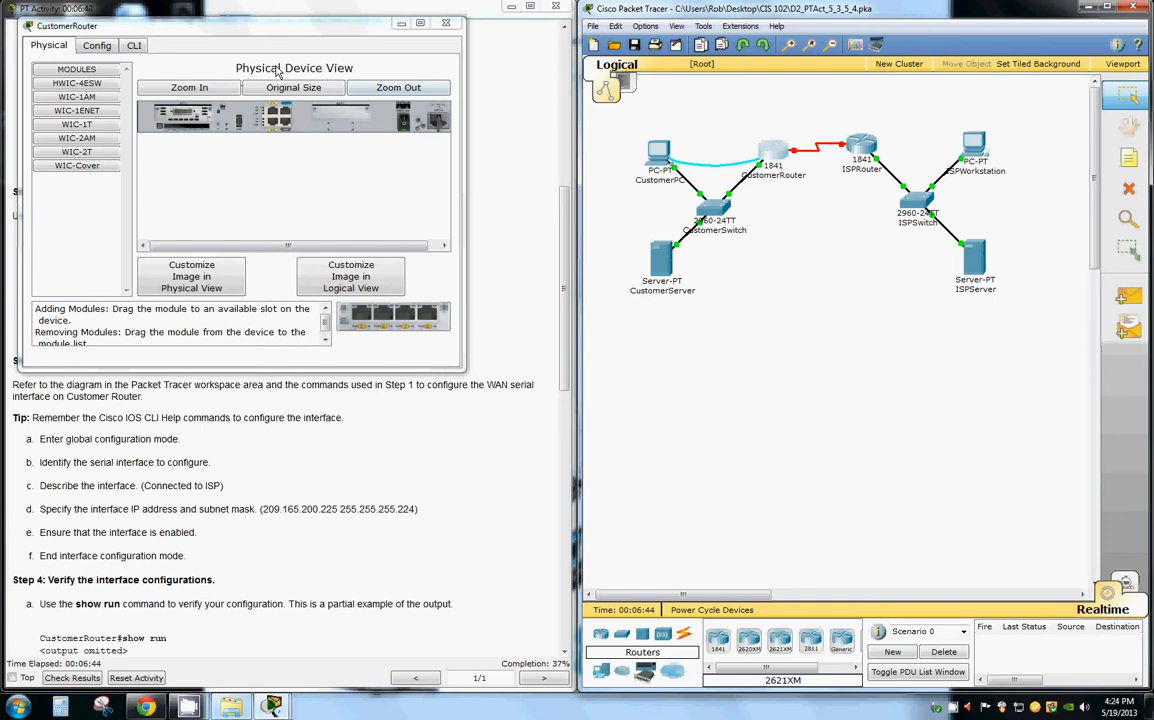 PT Activity: 00:06:44
CustomerRouter
Physical
Config
CLI
MODULES
HWIC-4ESW
WIC-1AM
WIC-1ENET
WIC-1T
WIC-2AM
WIC-2T
WIC-Cover
Physical Device View
Zoom In
Original Size
Zoom Out
Customize
Image in
Physical View
Customize
Image in
Logical View
Adding Modules: Drag the module to an available slot on the
device.
Removing Modules: Drag the module from the device to the
module list.
Refer to the diagram in the Packet Tracer workspace area and the commands used in Step 1 to configure the WAN serial
interface on Customer Router.
Tip: Remember the Cisco IOS CLI Help commands to configure the interface.
a. Enter global configuration mode.
b. Identify the serial interface to configure.
c. Describe the interface. (Connected to ISP)
d. Specify the interface IP address and subnet mask. (209.165.200.225 255.255.255.224)
e. Ensure that the interface is enabled.
f. End interface configuration mode.
Step 4: Verify the interface configurations.
a. Use the show run command to verify your configuration. This is a partial example of the output.
CustomerRouter#show run
<output omitted>
Time Elapsed: 00:06:44
Completion: 37%
Top
Check Results
Reset Activity
<
1/1
>
Cisco Packet Tracer - C:\Users\Rob\Desktop\CIS 102\D2_PTAct_5_3_5_4.pka
File Edit Options View Tools Extensions Help
Logical
[Root]
New Cluster
Move Object
Set Tiled Background
Viewport
PC-PT
CustomerPC
1841
CustomerRouter
1841
ISPRouter
PC-PT
ISPWorkstation
2960-24TT
CustomerSwitch
2960-24TT
ISPSwitch
Server-PT
CustomerServer
Server-PT
ISPServer
Time: 00:06:44
Power Cycle Devices
Realtime
Routers
1841
2620XM
2621XM
2811
Generic
2621XM
Scenario 0
New
Delete
Toggle PDU List Window
Fire
Last Status
Source
Destination
4:24 PM
5/19/2013